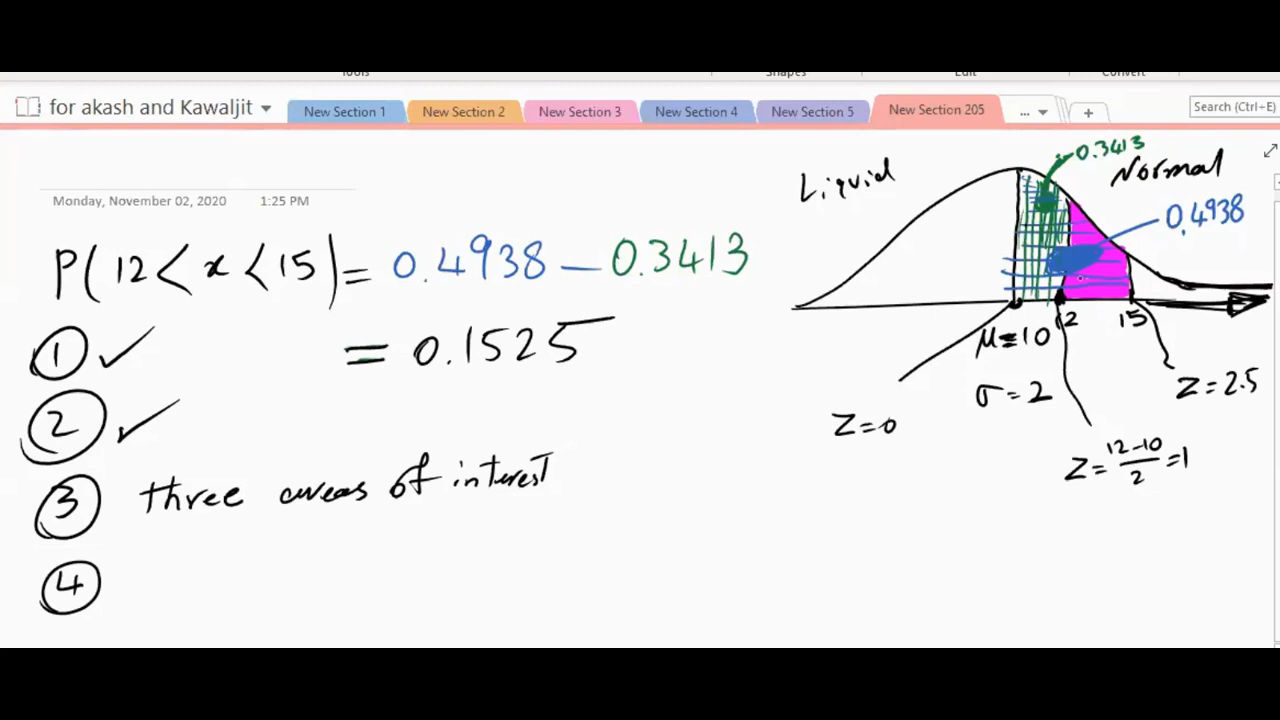 Tools Shapes Edit Convert
for akash and Kawaljit New Section 1 New Section 2 New Section 3 New Section 4 New Section 5 New Section 205 ... Search (Ctrl+E)
Monday, November 02, 2020 1:25 PM
P(12<x<15)=0.4938-0.3413
=0.1525
1 ✓
2 ✓
3 three areas of interest
4
Liquid
0.3413
Normal
0.4938
12 15
μ=10
σ=2
Z=0
Z=2.5
Z=12-10/2=1